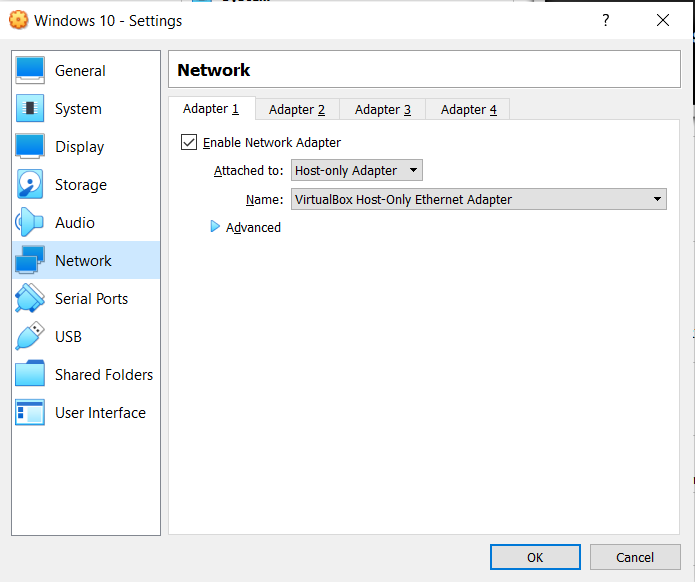 Windows 10 - Settings
?
General
System
Display
Storage
Audio
Network
Serial Ports
USB
Shared Folders
User Interface
Network
Adapter 1 Adapter 2 Adapter 3 Adapter 4
Enable Network Adapter
Attached to: Host-only Adapter
Name: VirtualBox Host-Only Ethernet Adapter
Advanced
OK Cancel